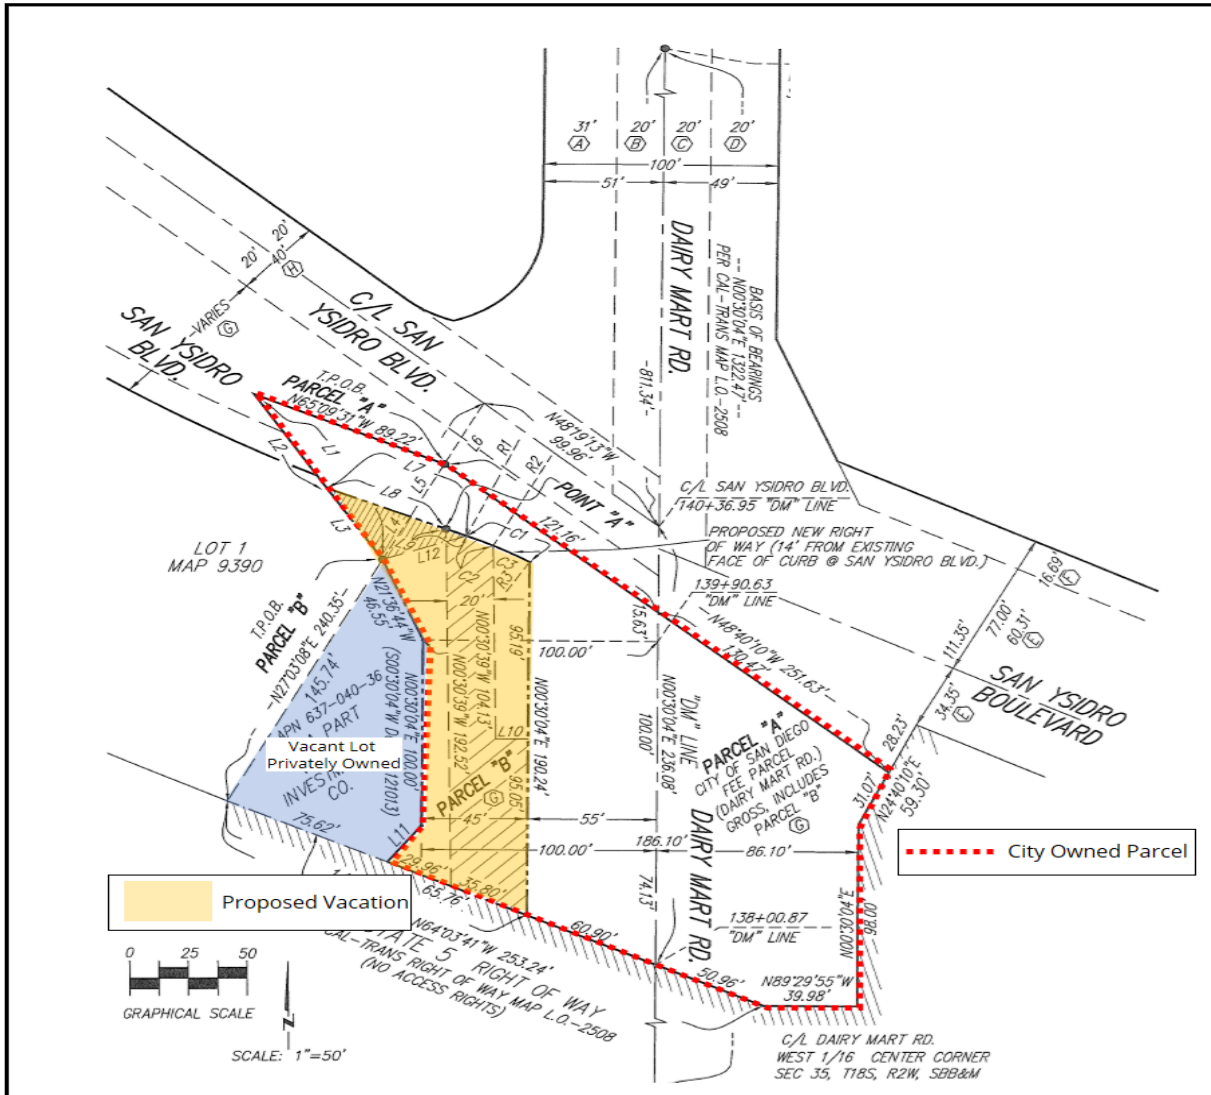 31' 20' 20' 20'
A B C D
100'
51' 49'
DAIRY MART RD.
BASIS OF BEARINGS
---N00°30'04"E 1322.47'---
PER CAL-TRANS MAP L.O.-2508
-811.34'-
20'
40'
20'
H
C/L SAN
YSIDRO BLVD.
-VARIES
G
SAN YSIDRO
BLVD.
T.P.O.B.
PARCEL "A"
N65°09'31"W 89.22'
L1
L2
L3
L7
L8
L5
R1
R2
N48°19'13"W
99.96'
POINT "A"
121.16'
C/L SAN YSIDRO BLVD.
140+36.95 "DM" LINE
PROPOSED NEW RIGHT
OF WAY (14' FROM EXISTING
FACE OF CURB @ SAN YSIDRO BLVD.)
139+90.63
"DM" LINE
LOT 1
MAP 9390
L9
L12
C1
C2
C3
20'
T.P.O.B.
PARCEL "B"
-N27°03'08"E 240.35'-
145.74'
N21°36'44"W
46.55'
APN 637-040-36
PART
Vacant Lot
Privately Owned
CO.
75.62'
L11
N00°30'04"E 100.00'
N00°30'39"W 192.52'
N00°30'39"W 104.13'
L10
95.19'
95.05'
N00°30'04"E 190.24'
PARCEL "B"
G
45' 55'
100.00'
100.00'
15.63'
N48°40'10"W 251.63'
130.47'
"DM" LINE
100.00'
N00°30'04"E 236.08'
PARCEL "A"
CITY OF SAN DIEGO
FEE PARCEL
(DAIRY MART RD.)
GROSS, INCLUDES
PARCEL "B"
G
186.10'
86.10'
DAIRY MART RD.
74.13'
16.69'
F
77.00'
60.31'
111.35'
34.35'
E
SAN YSIDRO
BOULEVARD
28.23'
31.07'
N24°40'10"E
59.30'
N00°30'04"E
98.00
City Owned Parcel
Proposed Vacation
29.96'
35.80'
65.76'
60.90'
50.96'
138+00.87
"DM" LINE
N89°29'55"W
39.98'
N64°03'41"W 253.24'
5 RIGHT OF WAY
CAL-TRANS RIGHT OF WAY MAP L.O.-2508
(NO ACCESS RIGHTS)
0 25 50
GRAPHICAL SCALE
SCALE: 1"=50'
C/L DAIRY MART RD.
WEST 1/16 CENTER CORNER
SEC 35, T18S, R2W, SBB&M